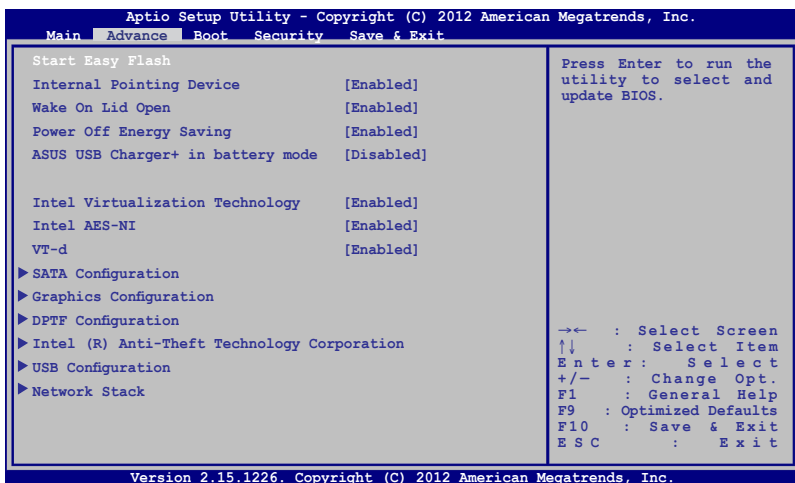 Aptio Setup Utility - Copyright (C) 2012 American Megatrends, Inc.
Main Advance Boot Security Save & Exit
Start Easy Flash
Internal Pointing Device [Enabled]
Wake On Lid Open [Enabled]
Power Off Energy Saving [Enabled]
ASUS USB Charger+ in battery mode [Disabled]
Intel Virtualization Technology [Enabled]
Intel AES-NI [Enabled]
VT-d [Enabled]
SATA Configuration
Graphics Configuration
DPTF Configuration
Intel (R) Anti-Theft Technology Corporation
USB Configuration
Network Stack
Press Enter to run the
utility to select and
update BIOS.
→← : Select Screen
↑↓ : Select Item
Enter: Select
+/— : Change Opt.
F1 : General Help
F9 : Optimized Defaults
F10 : Save & Exit
ESC : Exit
Version 2.15.1226. Copyright (C) 2012 American Megatrends, Inc.